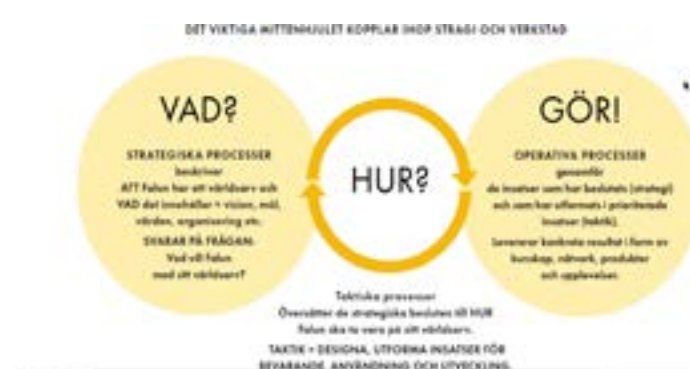 DET VIKTIGA MITTENHJULET KOPPLAR IHOP STRAGI OCH VERKSTAD
VAD?
STRATEGISKA PROCESSER
beskriver
ATT Falun har ett världsarv och
VAD det innehåller + vision, mål,
värden, organisering etc.
SVARAR PÅ FRÅGAN:
Vad vill Falun
med sitt världsarv?
HUR?
Taktiska processer
Översätter de strategiska besluten till HUR
Falun ska ta vara på sitt världsarv.
TAKTIK = DESIGNA, UTFORMA INSATSER FÖR
BEVARANDE, ANVÄNDNING OCH UTVECKLING.
GÖR!
OPERATIVA PROCESSER
genomför
de insatser som har beslutats (strategi)
och som har utformats i prioriterade
insatser (taktik).
Levererar konkreta resultat i form av
kunskap, nätverk, produkter
och upplevelser.